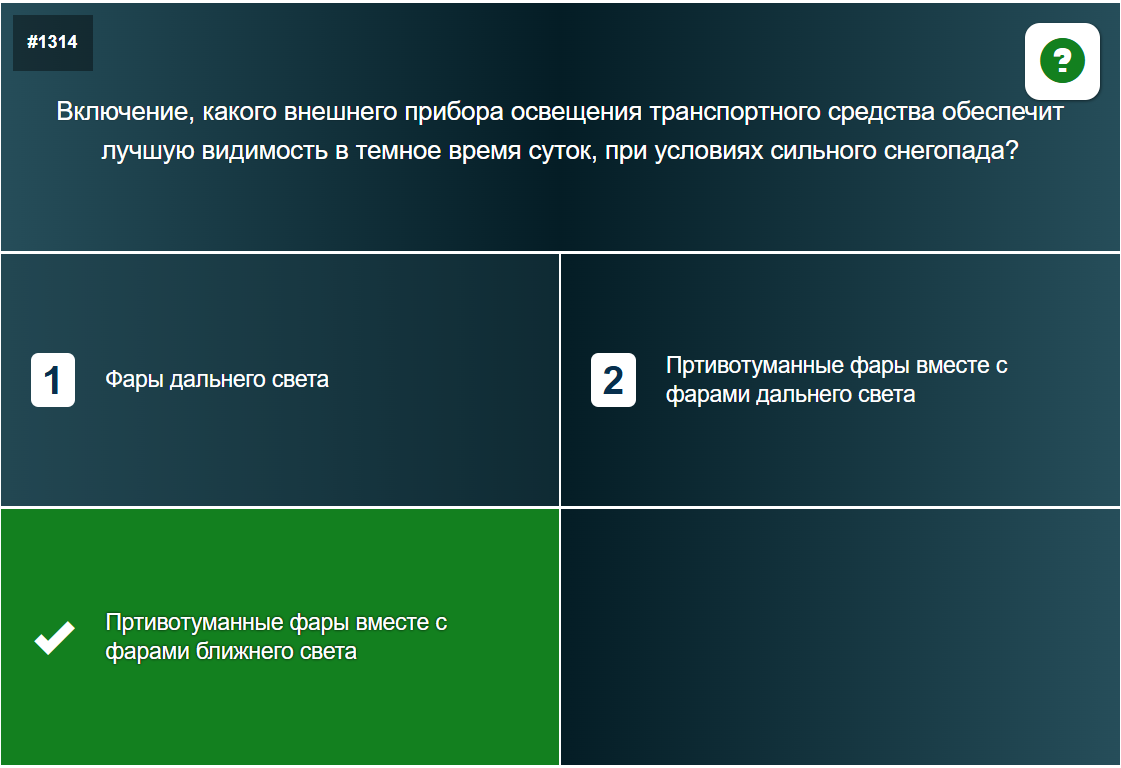 #1314
?
Включение, какого внешнего прибора освещения транспортного средства обеспечит
лучшую видимость в темное время суток, при условиях сильного снегопада?
1
Фары дальнего света
2
Пртивотуманные фары вместе с
фарами дальнего света
Пртивотуманные фары вместе с
фарами ближнего света